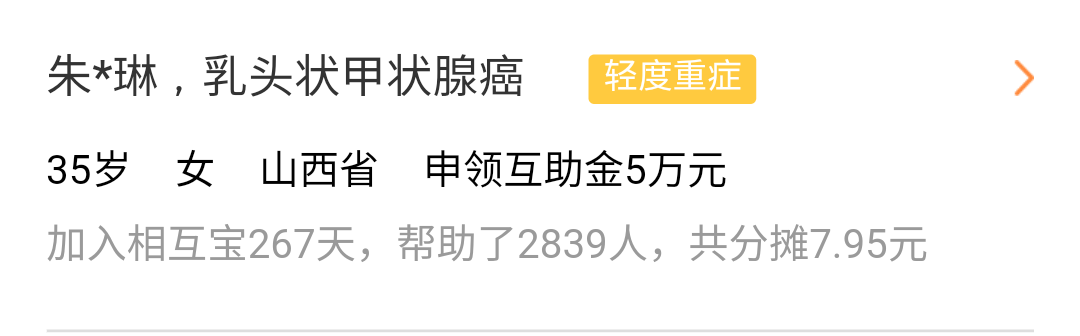 朱*琳，乳头状甲状腺癌 轻度重症
35岁 女 山西省 申领互助金5万元
加入相互宝267天，帮助了2839人，共分摊7.95元